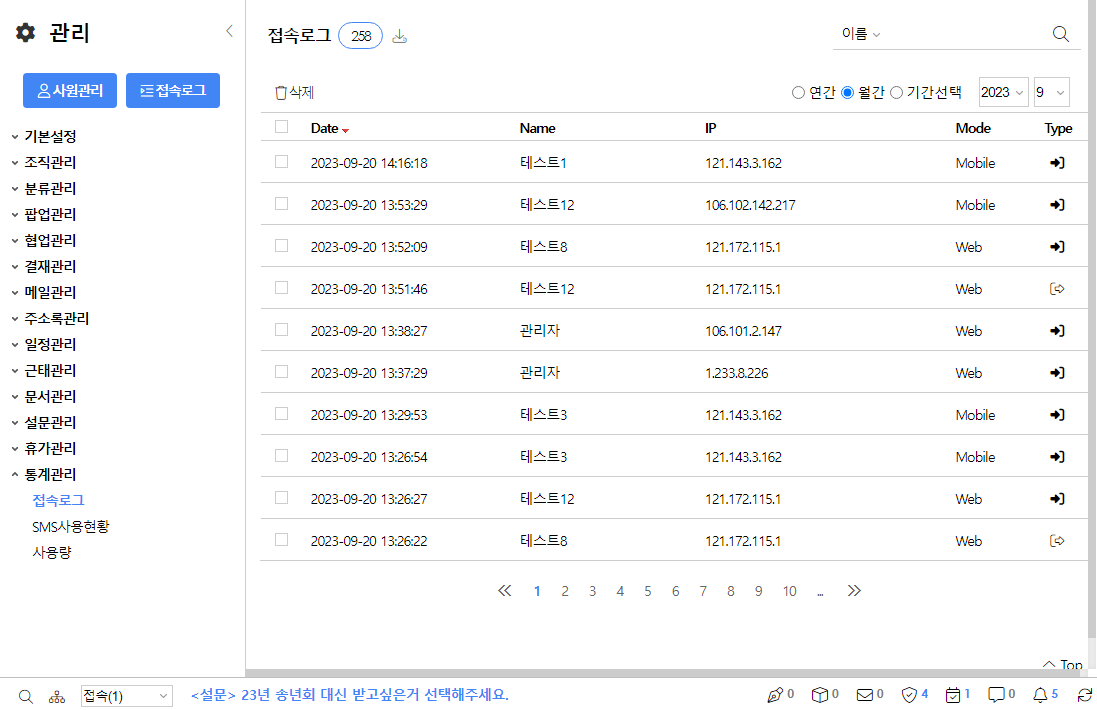 관리
사원관리 접속로그
기본설정
조직관리
분류관리
팝업관리
협업관리
결재관리
메일관리
주소록관리
일정관리
근태관리
문서관리
설문관리
휴가관리
통계관리
접속로그
SMS사용현황
사용량
접속로그 258 이름
삭제 연간 월간 기간선택 2023 9
Date Name IP Mode Type
2023-09-20 14:16:18 테스트1 121.143.3.162 Mobile
2023-09-20 13:53:29 테스트12 106.102.142.217 Mobile
2023-09-20 13:52:09 테스트8 121.172.115.1 Web
2023-09-20 13:51:46 테스트12 121.172.115.1 Web
2023-09-20 13:38:27 관리자 106.101.2.147 Web
2023-09-20 13:37:29 관리자 1.233.8.226 Web
2023-09-20 13:29:53 테스트3 121.143.3.162 Mobile
2023-09-20 13:26:54 테스트3 121.143.3.162 Mobile
2023-09-20 13:26:27 테스트12 121.172.115.1 Web
2023-09-20 13:26:22 테스트8 121.172.115.1 Web
1 2 3 4 5 6 7 8 9 10 ...
Top
접속(1) <설문> 23년 송년회 대신 받고싶은거 선택해주세요. 0 0 0 4 1 0 5